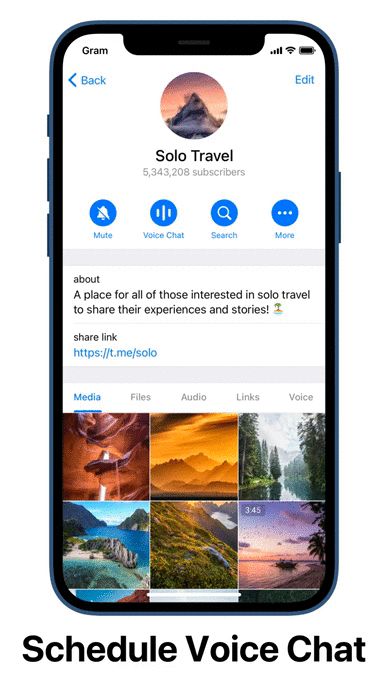 Gram
Back
Edit
Solo Travel
5,343,208 subscribers
Mute
Voice Chat
Search
More
about
A place for all of those interested in solo travel
to share their experiences and stories! 🏝️
share link
https://t.me/solo
Media
Files
Audio
Links
Voice
3:45
Schedule Voice Chat